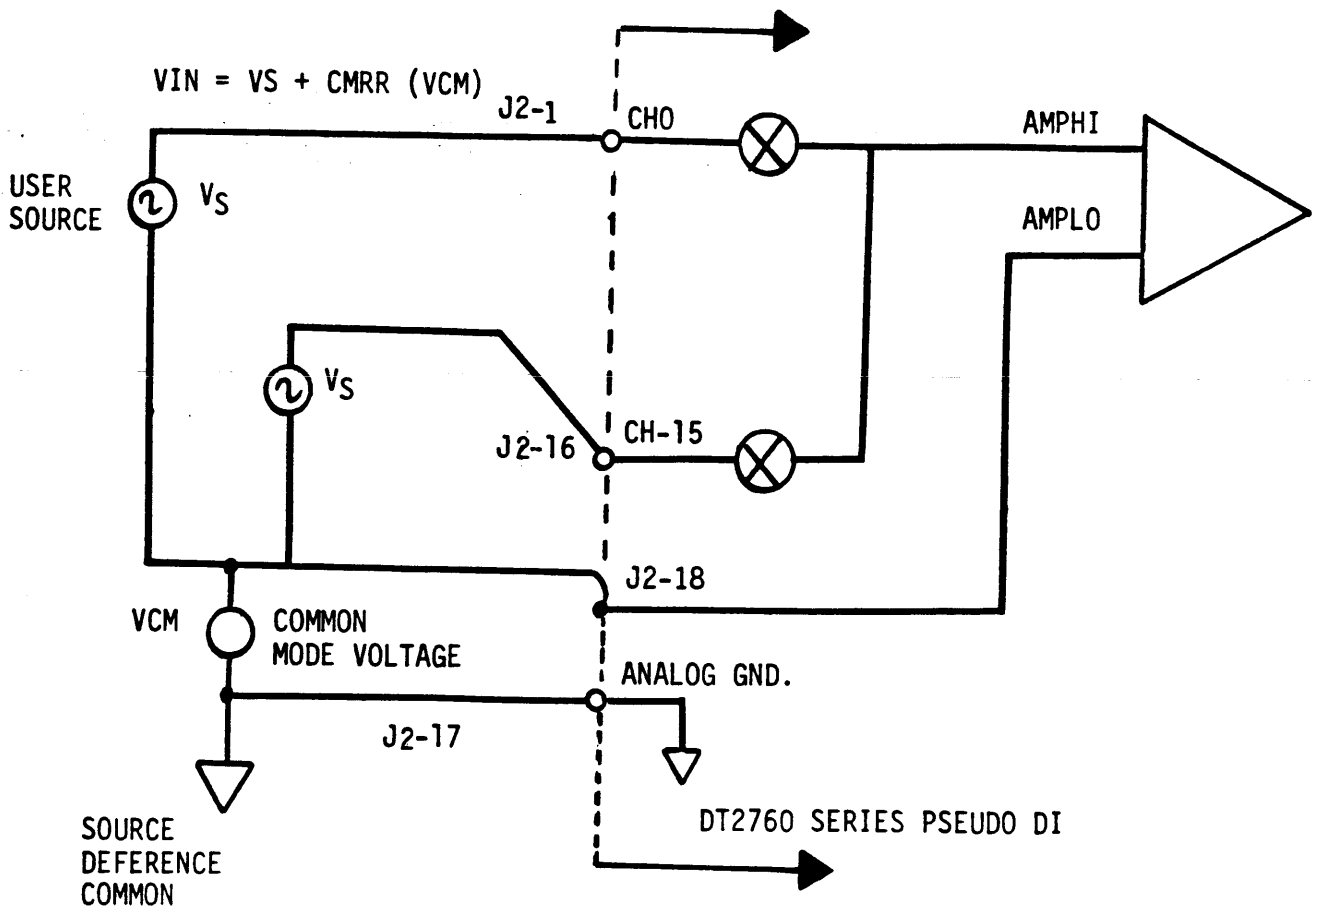 VIN = VS + CMRR (VCM)
J2-1
CHO
AMPHI
USER
SOURCE
VS
AMPLO
VS
J2-16
CH-15
J2-18
VCM
COMMON
MODE VOLTAGE
ANALOG GND.
J2-17
DT2760 SERIES PSEUDO DI
SOURCE
DEFERENCE
COMMON